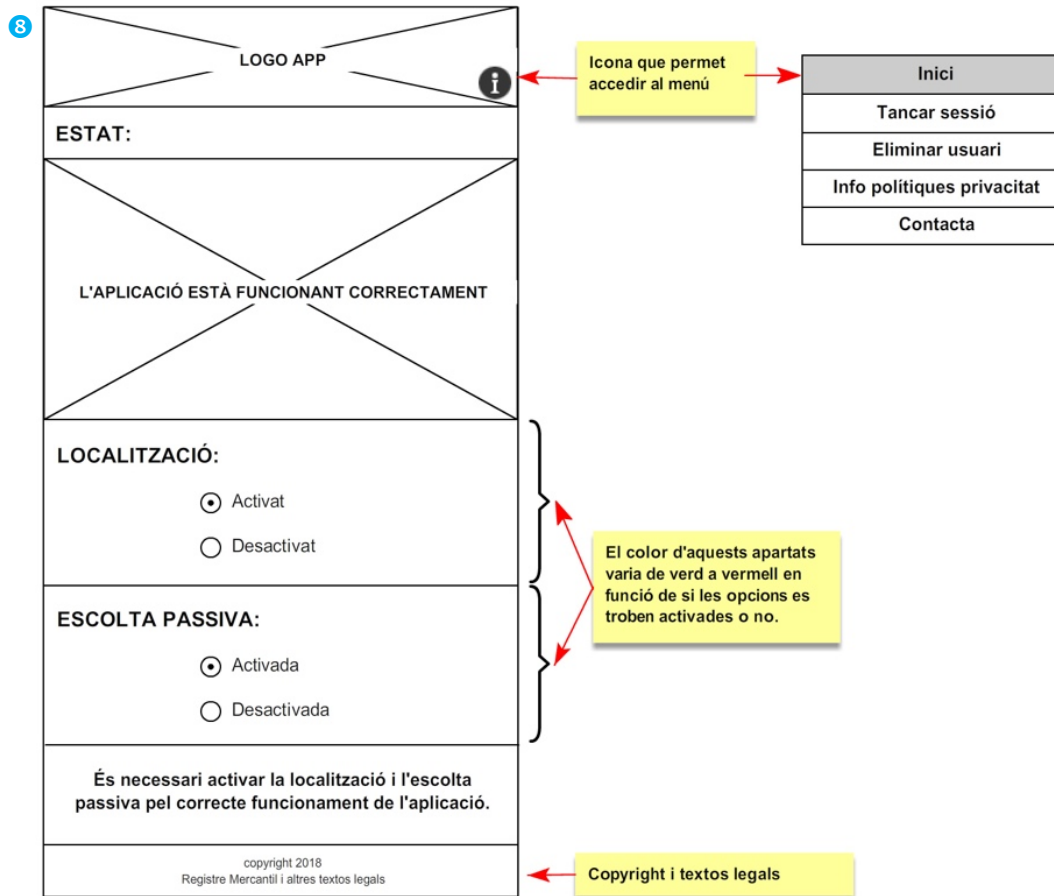 8
LOGO APP
i
Icona que permet
accedir al menú
Inici
Tancar sessió
Eliminar usuari
Info polítiques privacitat
Contacta
ESTAT:
L'APLICACIÓ ESTÀ FUNCIONANT CORRECTAMENT
LOCALITZACIÓ:
Activat
Desactivat
El color d'aquests apartats
varia de verd a vermell en
funció de si les opcions es
troben activades o no.
ESCOLTA PASSIVA:
Activada
Desactivada
És necessari activar la localització i l'escolta
passiva pel correcte funcionament de l'aplicació.
copyright 2018
Registre Mercantil i altres textos legals
Copyright i textos legals